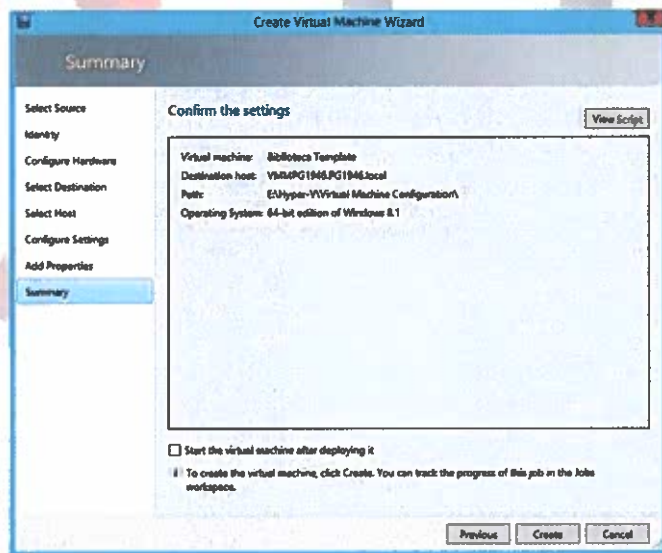 Create Virtual Machine Wizard
Summary
Select Source
Identity
Configure Hardware
Select Destination
Select Host
Configure Settings
Add Properties
Summary
Confirm the settings
View Script
Virtual machine: Biblioteca Template
Destination host: VMMPG1946.PG1946.local
Path: E:\Hyper-V\Virtual Machine Configuration\
Operating System: 64-bit edition of Windows 8.1
Start the virtual machine after deploying it
To create the virtual machine, click Create. You can track the progress of this job in the Jobs
workspace.
Previous Create Cancel